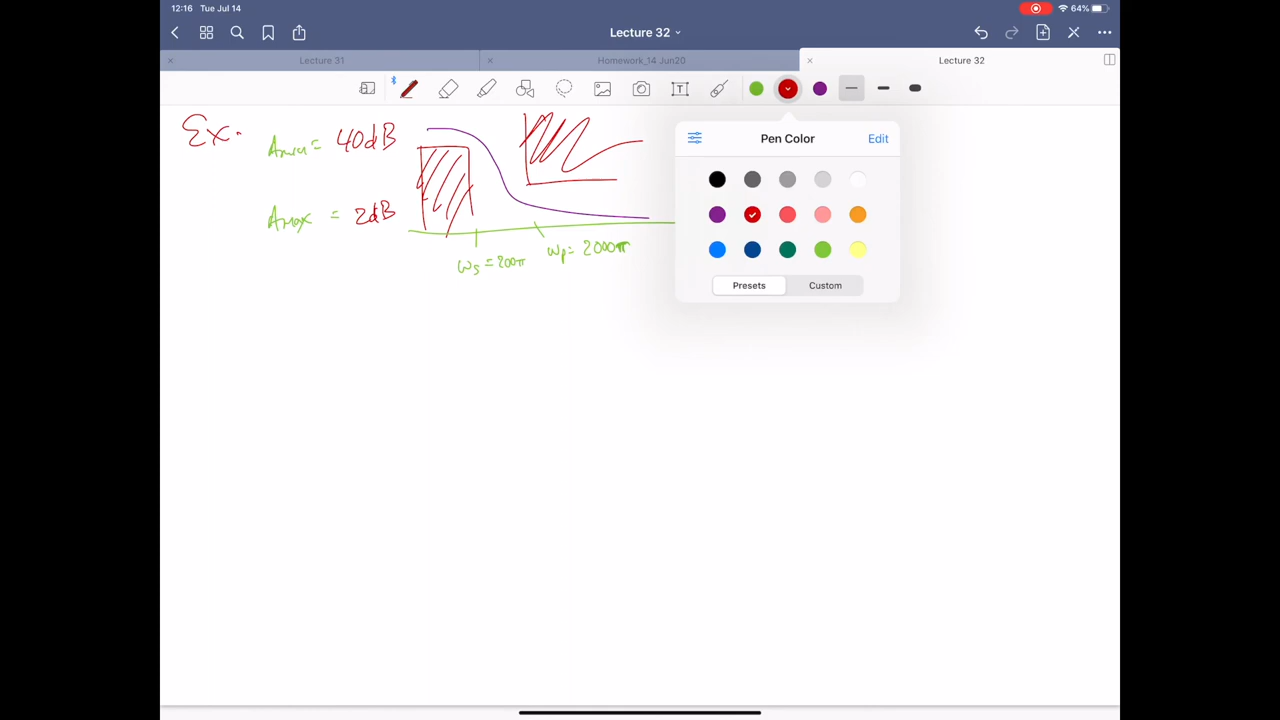 12:16 Tue Jul 14
64%
Lecture 32
Lecture 31
Homework_14 Jun20
Lecture 32
Pen Color
Edit
Presets
Custom
Ex.
Amin = 40dB
Amax = 2dB
ωs = 200π
ωp = 2000π